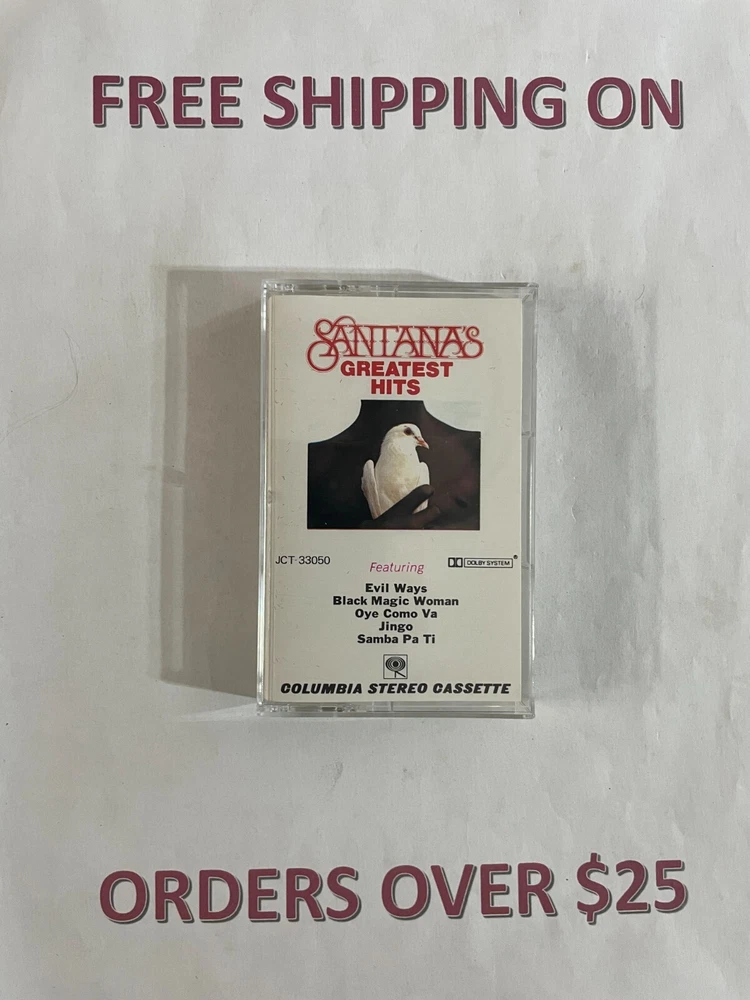 FREE SHIPPING ON
SANTANA'S
GREATEST
HITS
JCT-33050
Featuring
DOLBY SYSTEM®
Evil Ways
Black Magic Woman
Oye Como Va
Jingo
Samba Pa Ti
COLUMBIA STEREO CASSETTE
ORDERS OVER $25